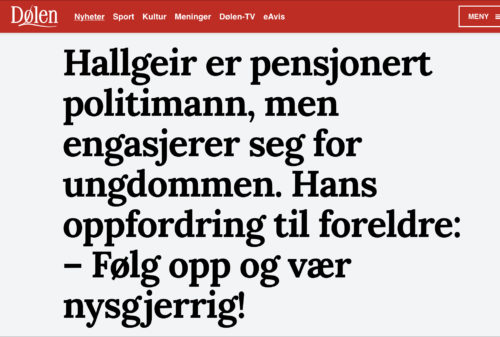 Dølen Nyheter Sport Kultur Meninger Dølen-TV eAvis MENY
Hallgeir er pensjonert
politimann, men
engasjerer seg for
ungdommen. Hans
oppfordring til foreldre:
– Følg opp og vær
nysgjerrig!